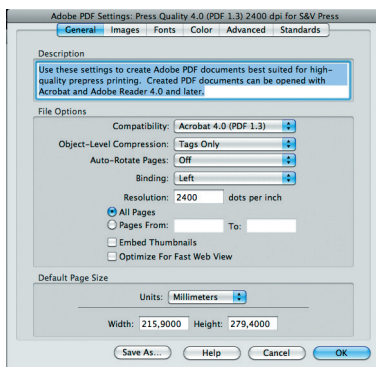 Adobe PDF Settings: Press Quality 4.0 (PDF 1.3) 2400 dpi for S&V Press
General Images Fonts Color Advanced Standards
Description
Use these settings to create Adobe PDF documents best suited for high-
quality prepress printing. Created PDF documents can be opened with
Acrobat and Adobe Reader 4.0 and later.
File Options
Compatibility: Acrobat 4.0 (PDF 1.3)
Object-Level Compression: Tags Only
Auto-Rotate Pages: Off
Binding: Left
Resolution: 2400 dots per inch
All Pages
Pages From: To:
Embed Thumbnails
Optimize For Fast Web View
Default Page Size
Units: Millimeters
Width: 215,9000 Height: 279,4000
Save As... Help Cancel OK